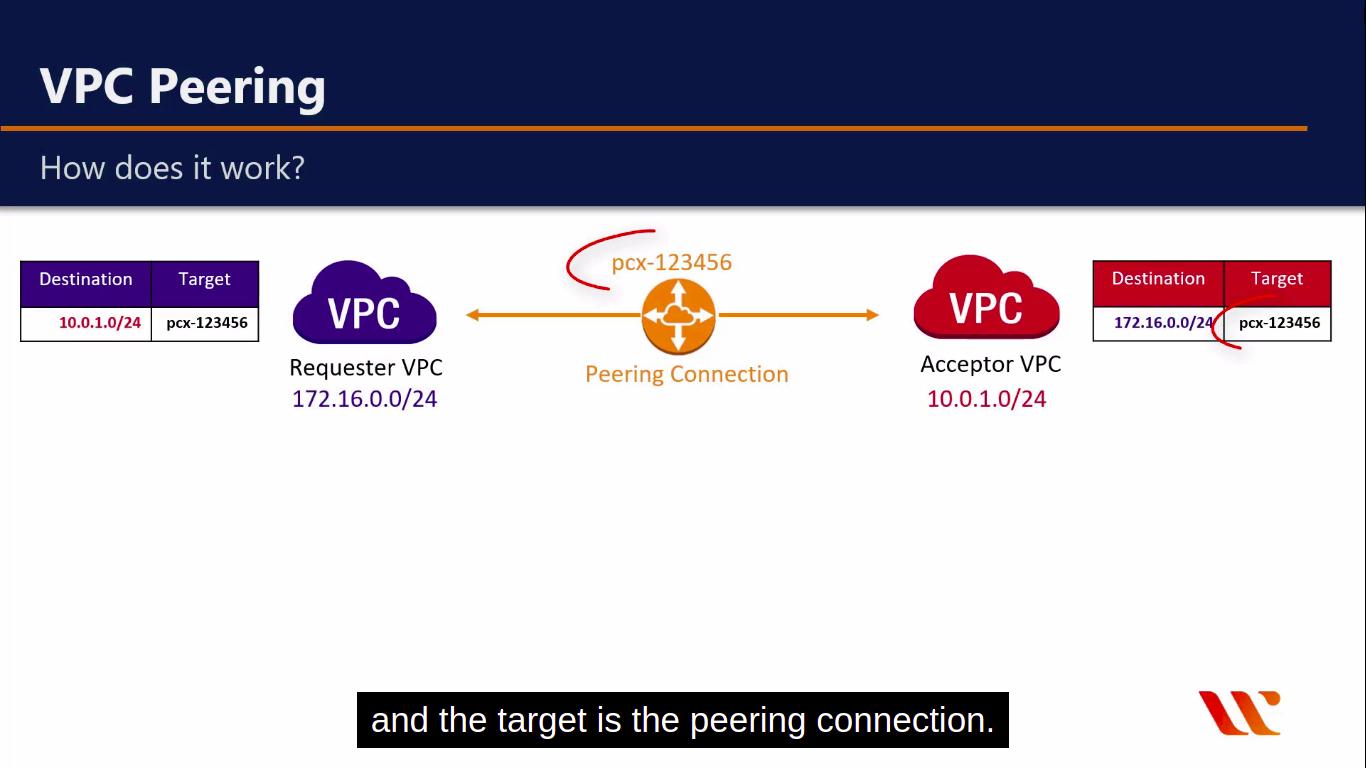 VPC Peering
How does it work?
Destination Target
10.0.1.0/24 pcx-123456
VPC
Requester VPC
172.16.0.0/24
pcx-123456
Peering Connection
VPC
Acceptor VPC
10.0.1.0/24
Destination Target
172.16.0.0/24 pcx-123456
and the target is the peering connection.